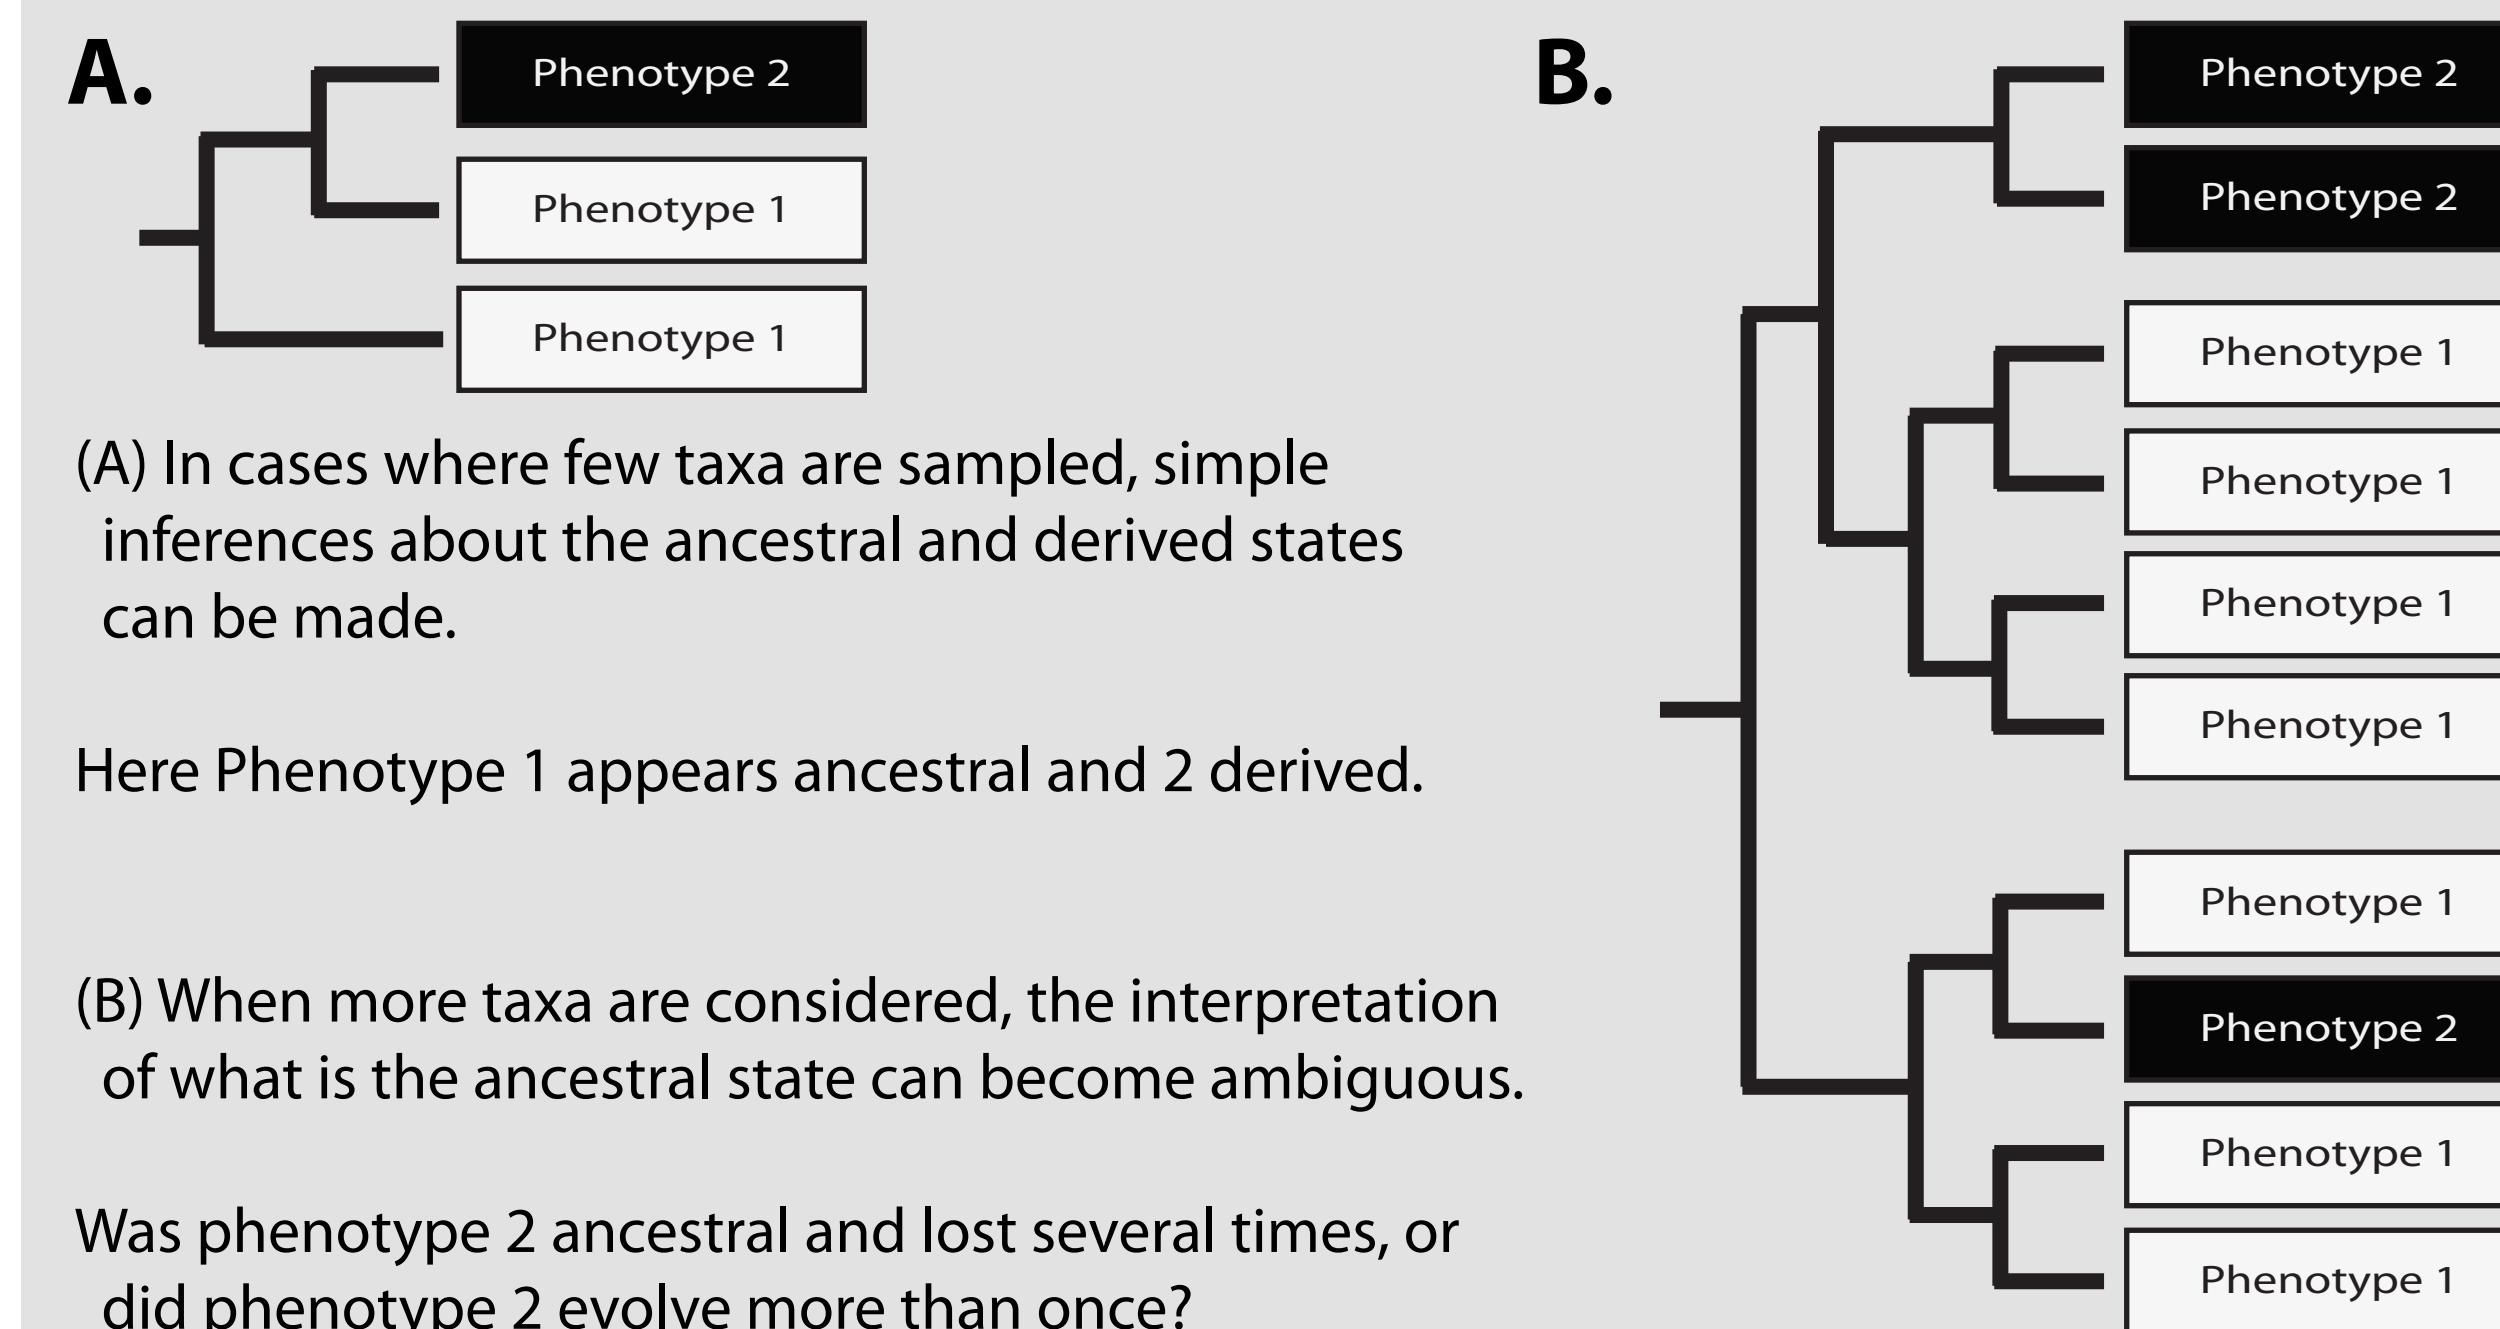 A.
Phenotype 2
Phenotype 1
Phenotype 1
(A) In cases where few taxa are sampled, simple
inferences about the ancestral and derived states
can be made.
Here Phenotype 1 appears ancestral and 2 derived.
(B) When more taxa are considered, the interpretation
of what is the ancestral state can become ambiguous.
Was phenotype 2 ancestral and lost several times, or
did phenotype 2 evolve more than once?
B.
Phenotype 2
Phenotype 2
Phenotype 1
Phenotype 1
Phenotype 1
Phenotype 1
Phenotype 1
Phenotype 2
Phenotype 1
Phenotype 1